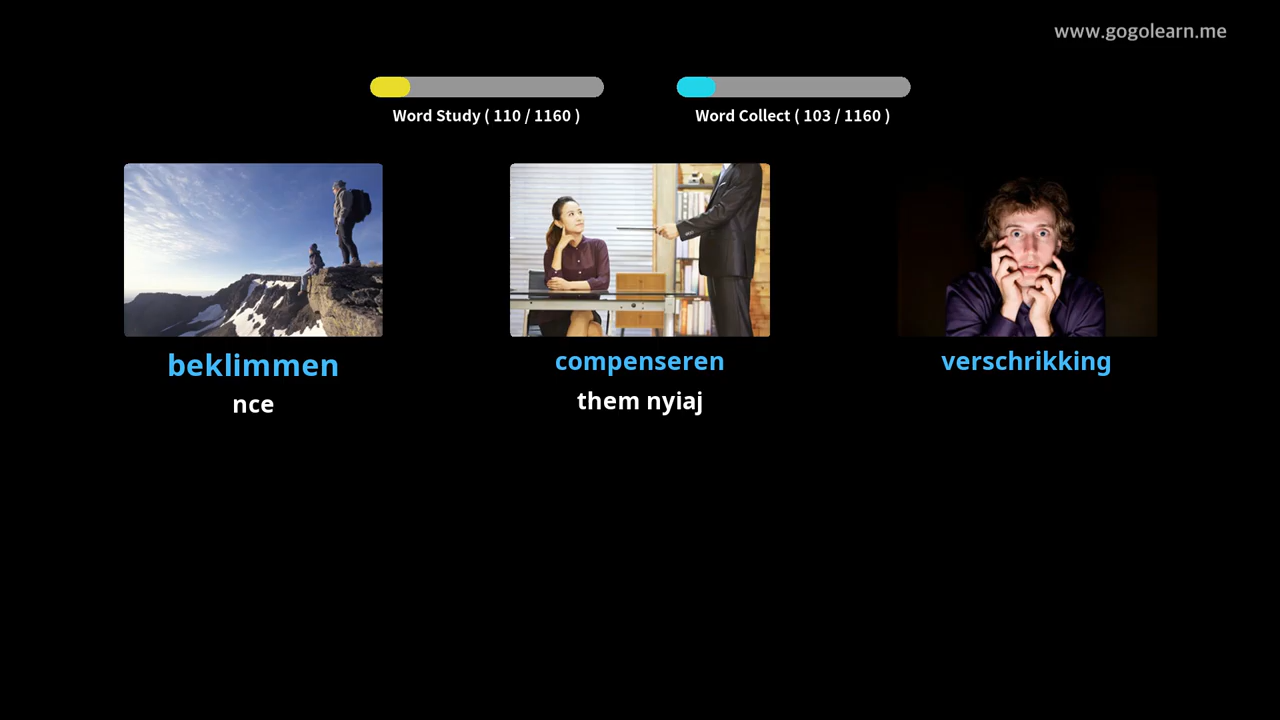 www.gogolearn.me
Word Study ( 110 / 1160 )
Word Collect ( 103 / 1160 )
beklimmen
nce
compenseren
them nyiaj
verschrikking